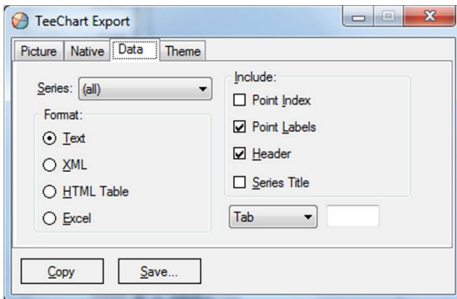 TeeChart Export
Picture Native Data Theme
Series: (all)
Include:
Point Index
Format:
Point Labels
Text
Header
XML
Series Title
HTML Table
Excel
Tab
Copy Save...